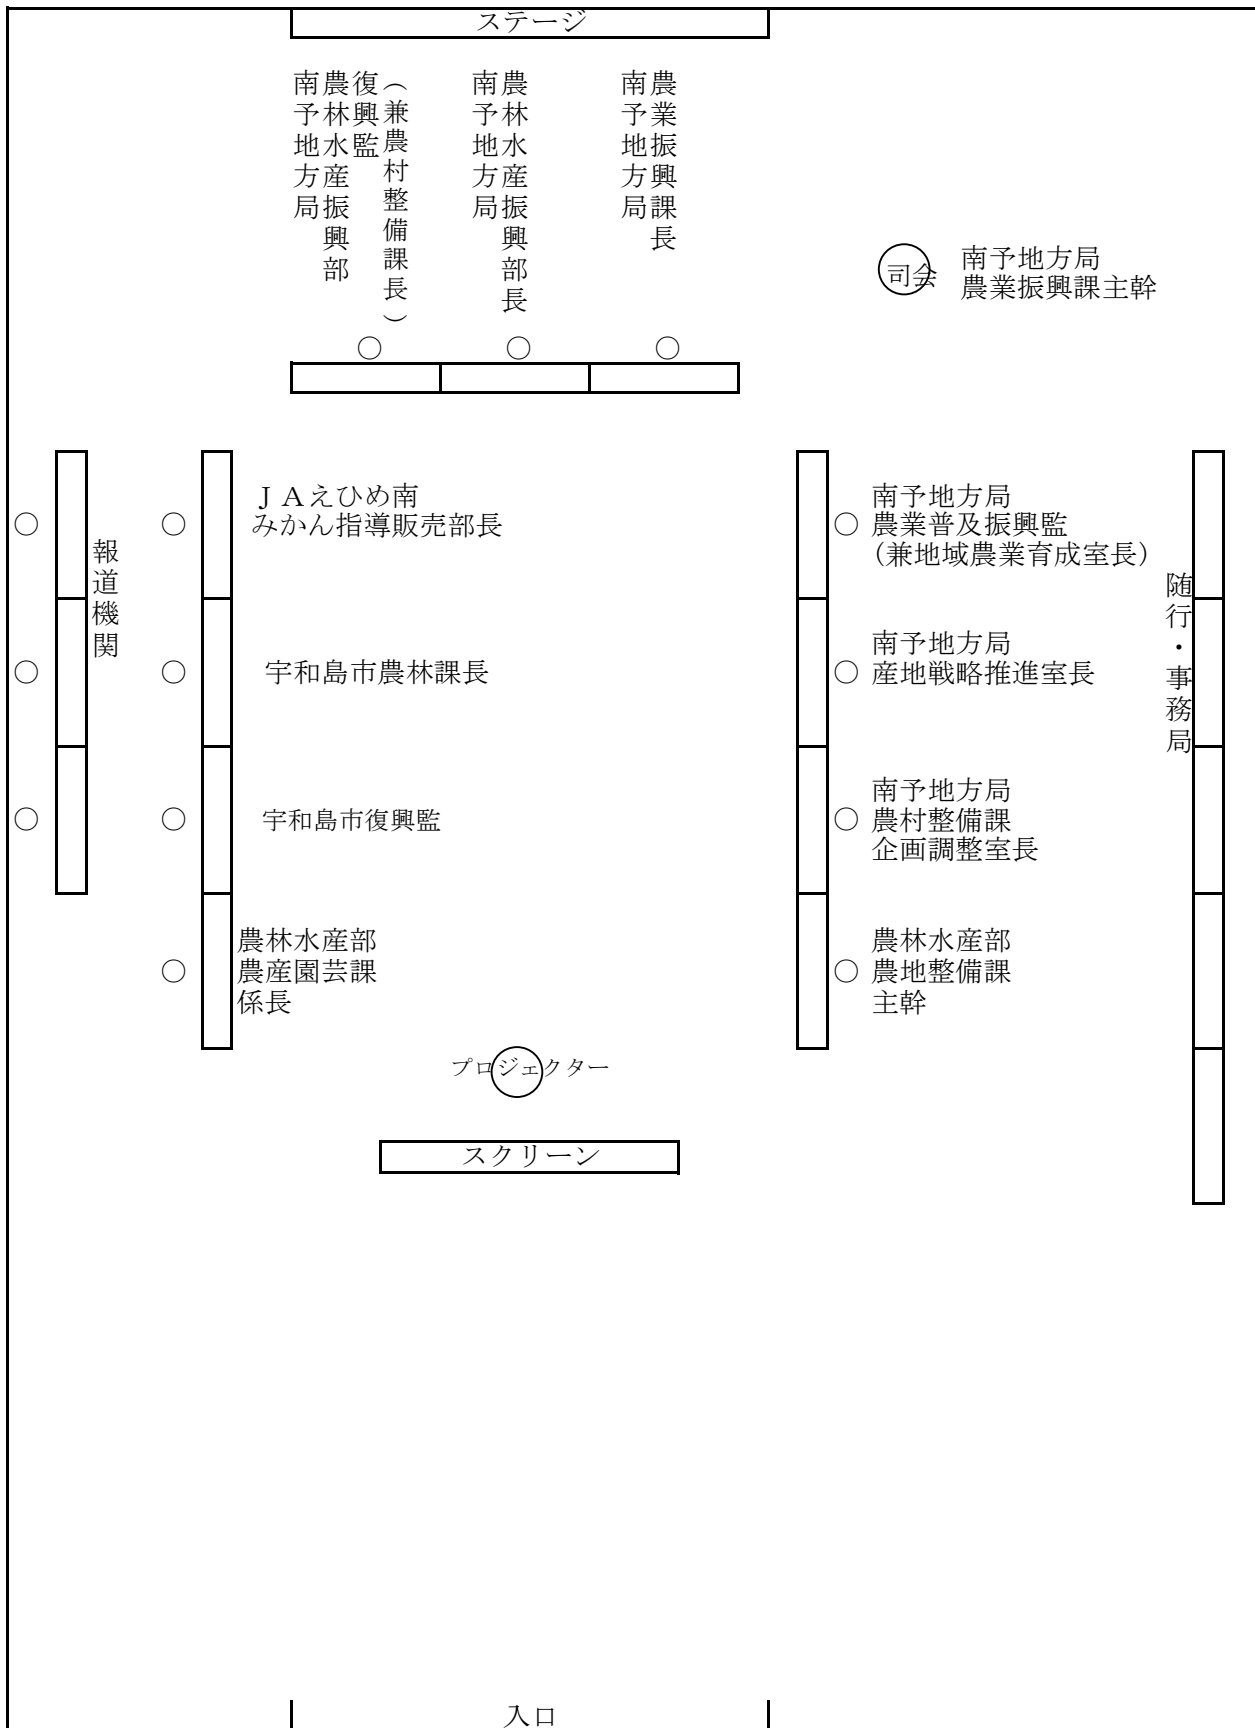 ステージ
南予地方局
農林水産振興部
復興監
（兼農村整備課長）
南予地方局
農林水産振興部長
南予地方局
農業振興課長
司会
南予地方局
農業振興課主幹
○
○
○
報道機関
○
○
○
○
ＪＡえひめ南
みかん指導販売部長
○
宇和島市農林課長
○
宇和島市復興監
○
農林水産部
農産園芸課
係長
○
南予地方局
農業普及振興監
（兼地域農業育成室長）
○
南予地方局
産地戦略推進室長
○
南予地方局
農村整備課
企画調整室長
○
農林水産部
農地整備課
主幹
随行・事務局
プロジェクター
スクリーン
入口